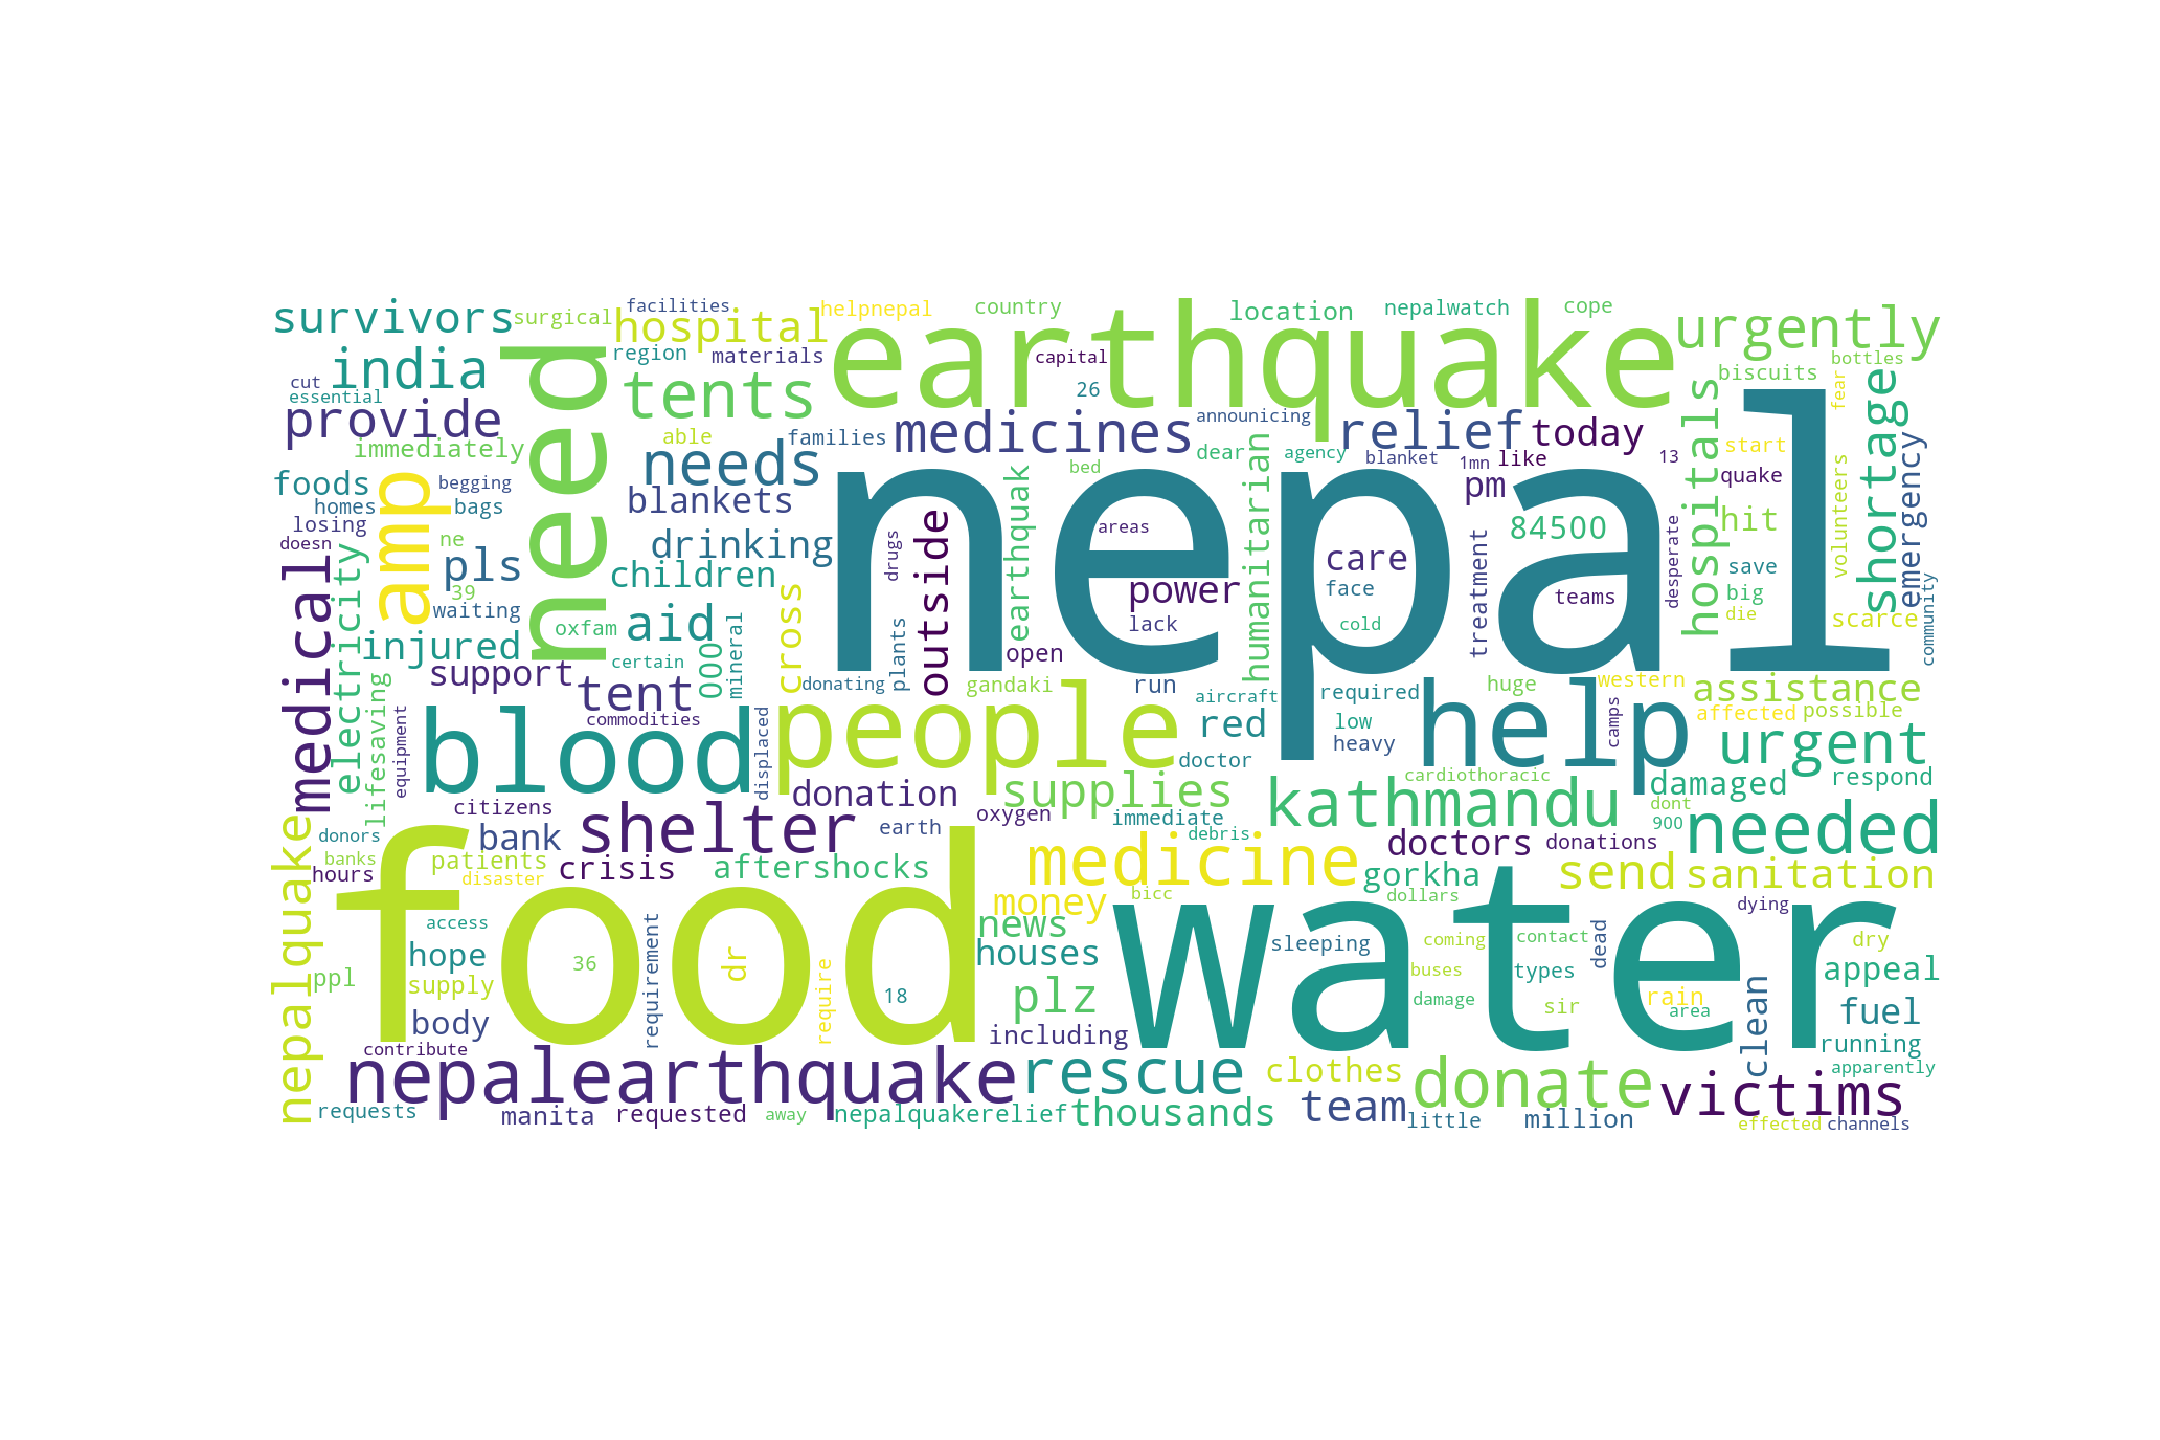 survivors
surgical
facilities
hospital
helpnepal
country
location
nepalwatch
cope
urgently
india
need
region
materials
earthquake
capital
26
biscuits
bottles
cut
essential
provide
tents
fear
immediately
able
families
medicines
announicing
relief
today
hospitals
shortage
start
foods
amp
begging
needs
bed
dear
agency
blanket
1mn
like
13
quake
emergency
homes
bags
blankets
earthquak
humanitarian
nepal
pm
losing
doesn
ne
drinking
drugs
outside
areas
84500
treatment
desperate
hit
volunteers
electricity
pls
children
care
power
face
teams
save
big
medical
39
waiting
cross
lack
cold
die
scarce
community
injured
oxfam
aid
mineral
plants
open
support
certain
000
tent
donating
gandaki
run
aircraft
required
huge
western
assistance
lifesaving
equipment
blood
commodities
displaced
people
red
low
heavy
help
camps
affected
possible
doctor
urgent
citizens
donation
supplies
cardiothoracic
damaged
respond
nepalquake
donors
bank
shelter
earth
oxygen
immediate
debris
kathmandu
dont
900
needed
banks
hours
patients
disaster
crisis
aftershocks
medicine
doctors
donations
gorkha
send
sanitation
food
access
hope
money
bicc
dollars
water
dying
news
ppl
supply
36
requirement
dr
require
18
houses
sleeping
coming
contact
dead
dry
buses
types
appeal
body
plz
damage
sir
rain
area
clean
fuel
contribute
including
running
nepalearthquake
rescue
clothes
donate
victims
apparently
requests
manita
requested
away
nepalquakerelief
thousands
team
little
million
effected
channels